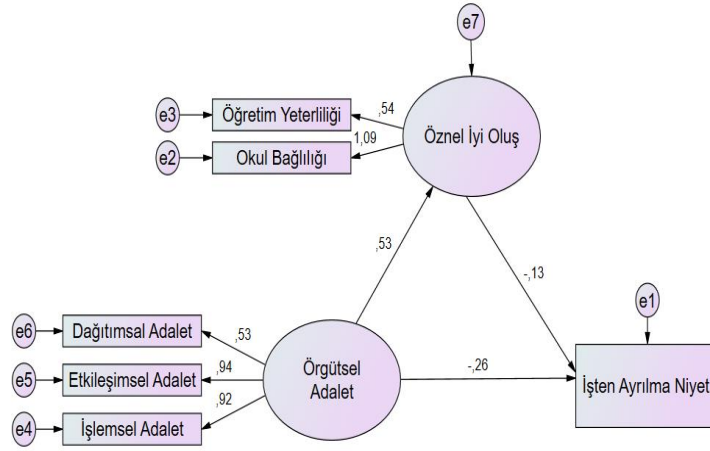 e7
e3
Öğretim Yeterliliği
,54
Öznel İyi Oluş
e2
Okul Bağlılığı
1,09
,53
-,13
e1
e6
Dağıtımsal Adalet
,53
e5
Etkileşimsel Adalet
,94
Örgütsel
Adalet
-,26
İşten Ayrılma Niyet
e4
İşlemsel Adalet
,92